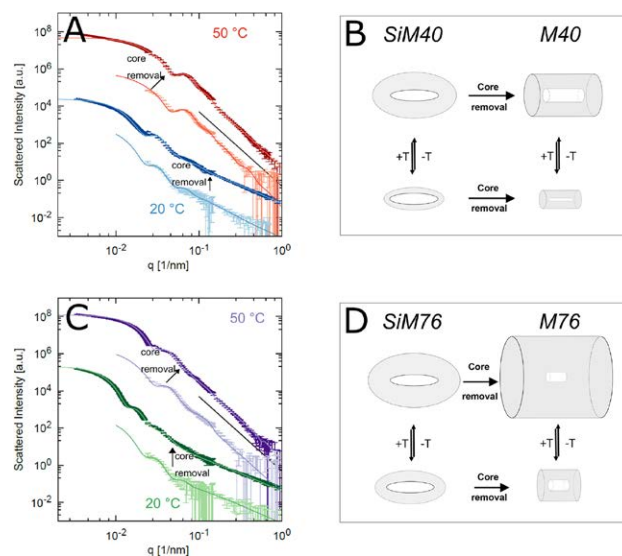 A
50 °C
core
removal
core
removal
20 °C
Scattered Intensity [a.u.]
10^8
10^6
10^4
10^2
10^0
10^-2
10^-2
10^-1
10^0
q [1/nm]
B
SiM40
M40
Core
removal
+T
-T
+T
-T
Core
removal
C
50 °C
core
removal
core
removal
20 °C
Scattered Intensity [a.u.]
10^8
10^6
10^4
10^2
10^0
10^-2
10^-2
10^-1
10^0
q [1/nm]
D
SiM76
M76
Core
removal
+T
-T
+T
-T
Core
removal